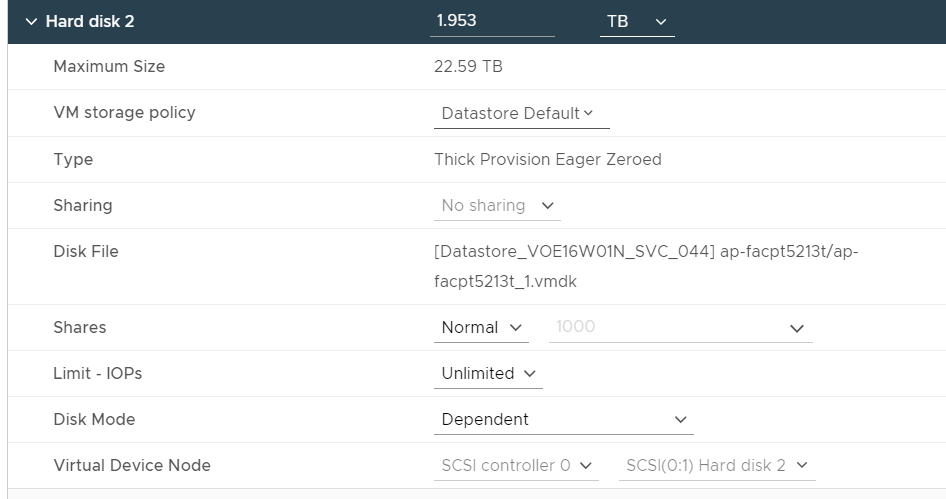 Hard disk 2 1.953 TB
Maximum Size 22.59 TB
VM storage policy Datastore Default
Type Thick Provision Eager Zeroed
Sharing No sharing
Disk File [Datastore_VOE16W01N_SVC_044] ap-facpt5213t/ap-
facpt5213t_1.vmdk
Shares Normal 1000
Limit - IOPs Unlimited
Disk Mode Dependent
Virtual Device Node SCSI controller 0 SCSI(0:1) Hard disk 2